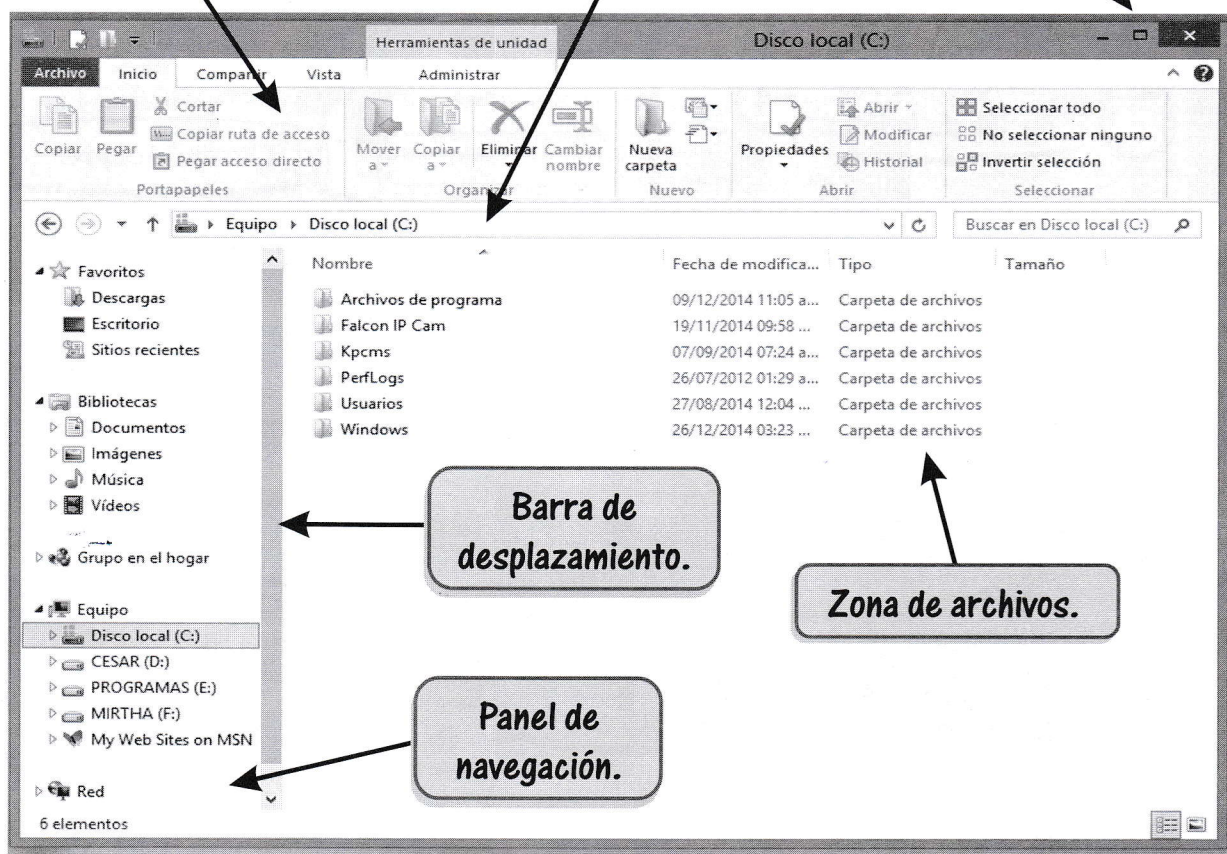 Herramientas de unidad
Disco local (C:)
Archivo Inicio Compartir Vista Administrar
Copiar
Pegar
Cortar
Copiar ruta de acceso
Pegar acceso directo
Portapapeles
Mover a
Copiar a
Eliminar
Cambiar nombre
Organizar
Nueva carpeta
Nuevo
Propiedades
Abrir
Modificar
Historial
Abrir
Seleccionar todo
No seleccionar ninguno
Invertir selección
Seleccionar
Equipo Disco local (C:)
Buscar en Disco local (C:)
Favoritos
Descargas
Escritorio
Sitios recientes
Bibliotecas
Documentos
Imágenes
Música
Vídeos
Grupo en el hogar
Equipo
Disco local (C:)
CESAR (D:)
PROGRAMAS (E:)
MIRTHA (F:)
My Web Sites on MSN
Red
6 elementos
Nombre Fecha de modifica... Tipo Tamaño
Archivos de programa 09/12/2014 11:05 a... Carpeta de archivos
Falcon IP Cam 19/11/2014 09:58 ... Carpeta de archivos
Kpcms 07/09/2014 07:24 a... Carpeta de archivos
PerfLogs 26/07/2012 01:29 a... Carpeta de archivos
Usuarios 27/08/2014 12:04 ... Carpeta de archivos
Windows 26/12/2014 03:23 ... Carpeta de archivos
Barra de
desplazamiento.
Zona de archivos.
Panel de
navegación.